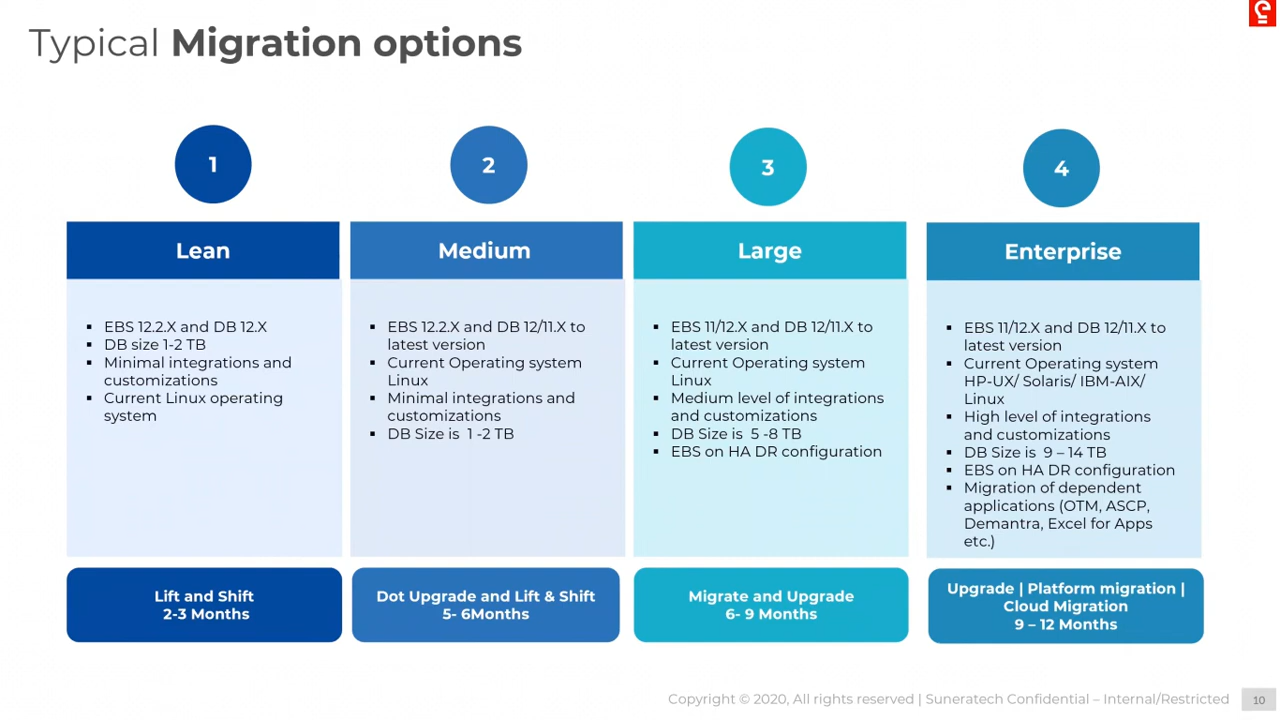 Typical Migration options
1
Lean
▪ EBS 12.2.X and DB 12.X
▪ DB size 1-2 TB
▪ Minimal integrations and
customizations
▪ Current Linux operating
system
Lift and Shift
2-3 Months
2
Medium
▪ EBS 12.2.X and DB 12/11.X to
latest version
▪ Current Operating system
Linux
▪ Minimal integrations and
customizations
▪ DB Size is 1 -2 TB
Dot Upgrade and Lift & Shift
5- 6Months
3
Large
▪ EBS 11/12.X and DB 12/11.X to
latest version
▪ Current Operating system
Linux
▪ Medium level of integrations
and customizations
▪ DB Size is 5 -8 TB
▪ EBS on HA DR configuration
Migrate and Upgrade
6- 9 Months
4
Enterprise
▪ EBS 11/12.X and DB 12/11.X to
latest version
▪ Current Operating system
HP-UX/ Solaris/ IBM-AIX/
Linux
▪ High level of integrations
and customizations
▪ DB Size is 9 – 14 TB
▪ EBS on HA DR configuration
▪ Migration of dependent
applications (OTM, ASCP,
Demantra, Excel for Apps
etc.)
Upgrade | Platform migration |
Cloud Migration
9 – 12 Months
Copyright © 2020, All rights reserved | Suneratech Confidential – Internal/Restricted
10